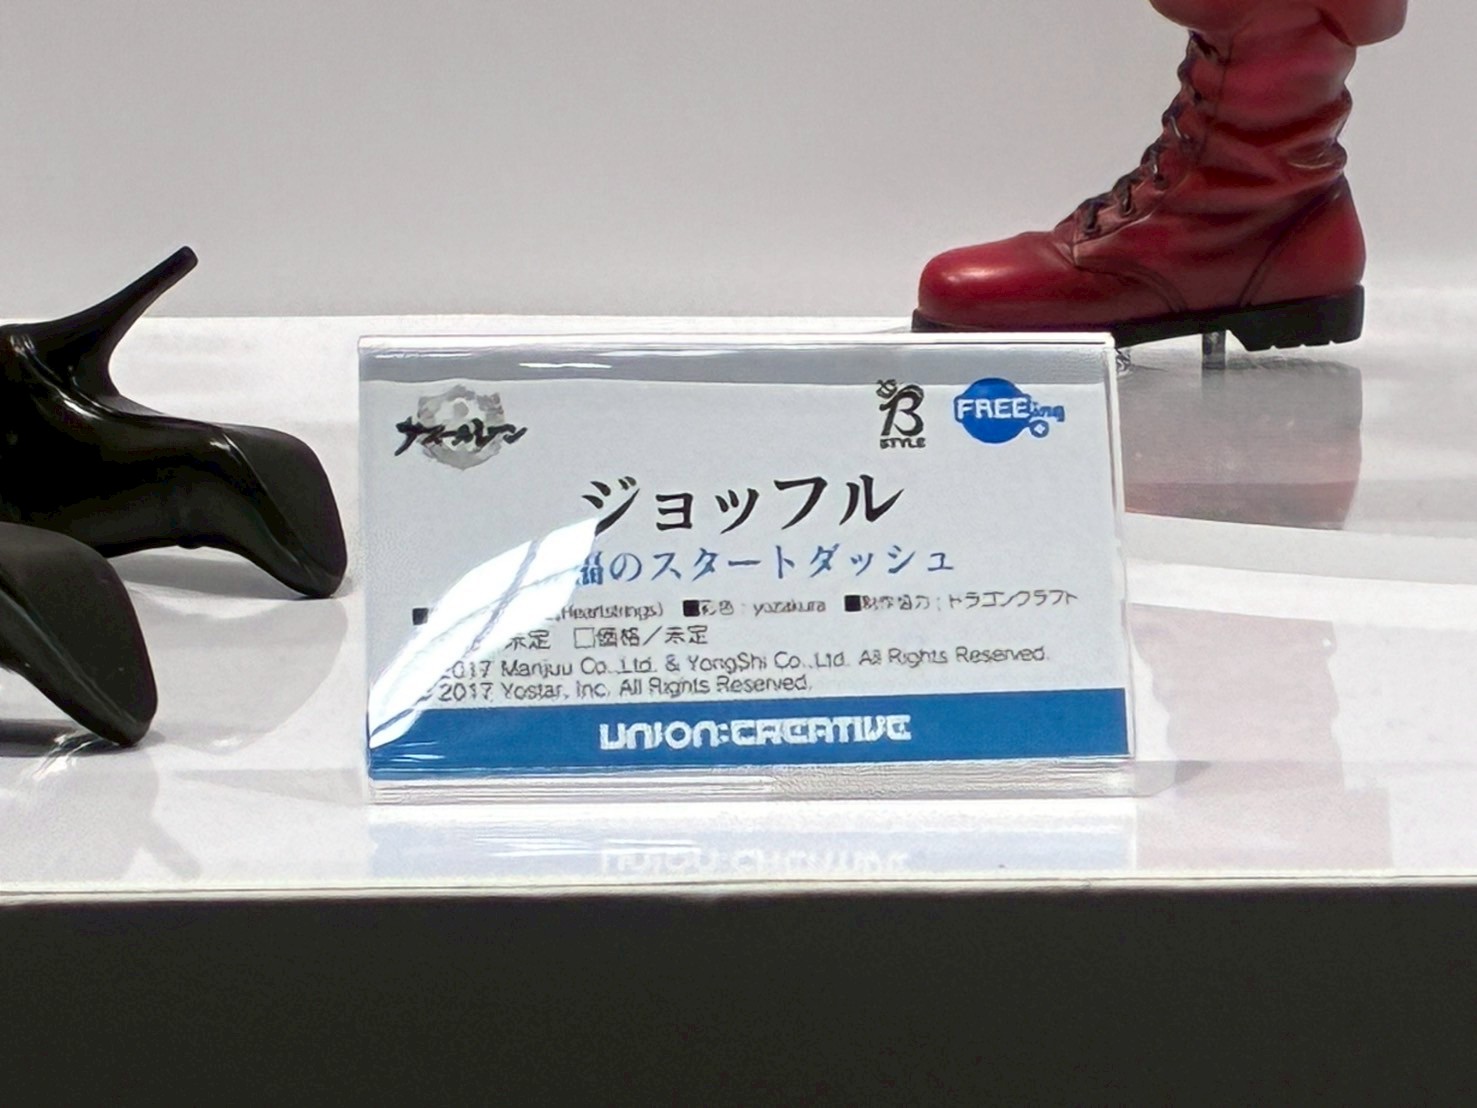 アズールレーン B STYLE FREEing
ジョッフル
のスタートダッシュ
Heartstrings) ■彩色：yozakura ■制作協力：ドラゴンクラフト
未定 □価格／未定
2017 Manjuu Co.,Ltd. & YongShi Co.,Ltd. All Rights Reserved.
2017 Yostar, Inc. All Rights Reserved.
UNION:CREATIVE